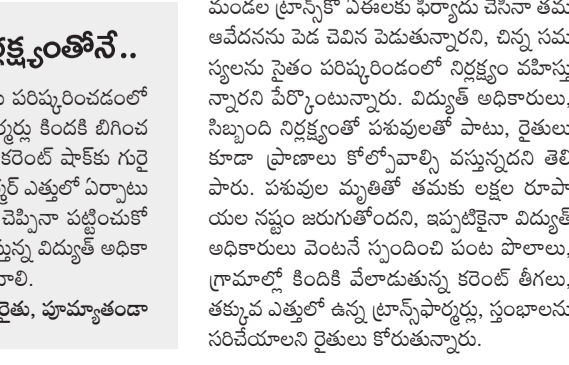 ర్లక్ష్యంతోనే..
పరిష్కరించడంలో
ర్మర్లు కిందకి బిగించ
కరెంట్ షాక్‌కు గురై
ర్మర్ ఎత్తులో ఏర్పాటు
చెప్పినా పట్టించుకో
స్తున్న విద్యుత్ అధికా
వాలి.
రైతు, పూమ్యాతండా
మండల ట్రాన్స్‌కో ఏఈలకు ఫిర్యాదు చేసినా తమ
ఆవేదనను పెడ చెవిన పెడుతున్నారని, చిన్న సమ
స్యలను సైతం పరిష్కరిండంలో నిర్లక్ష్యం వహిస్తు
న్నారని పేర్కొంటున్నారు. విద్యుత్ అధికారులు,
సిబ్బంది నిర్లక్ష్యంతో పశువులతో పాటు, రైతులు
కూడా ప్రాణాలు కోల్పోవాల్సి వస్తున్నదని తెలి
పారు. పశువుల మృతితో తమకు లక్షల రూపా
యల నష్టం జరుగుతోందని, ఇప్పటికైనా విద్యుత్
అధికారులు వెంటనే స్పందించి పంట పొలాలు,
గ్రామాల్లో కిందికి వేలాడుతున్న కరెంట్ తీగలు,
తక్కువ ఎత్తులో ఉన్న ట్రాన్స్‌ఫార్మర్లు, స్తంభాలను
సరిచేయాలని రైతులు కోరుతున్నారు.